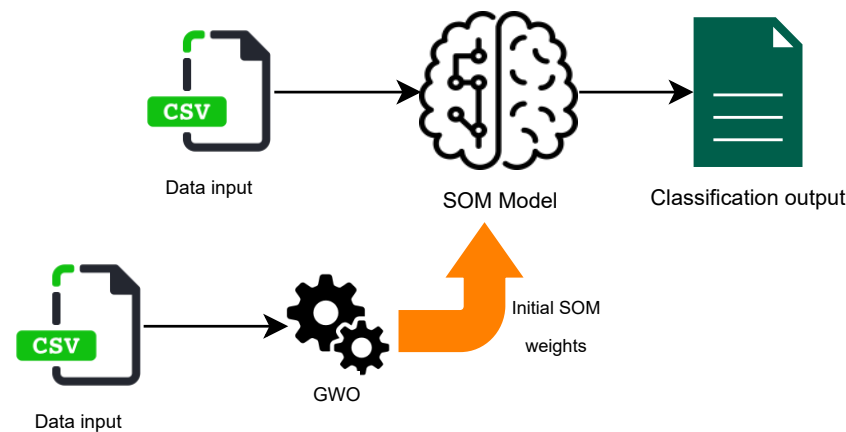 CSV
Data input
SOM Model
Classification output
CSV
Data input
GWO
Initial SOM
weights